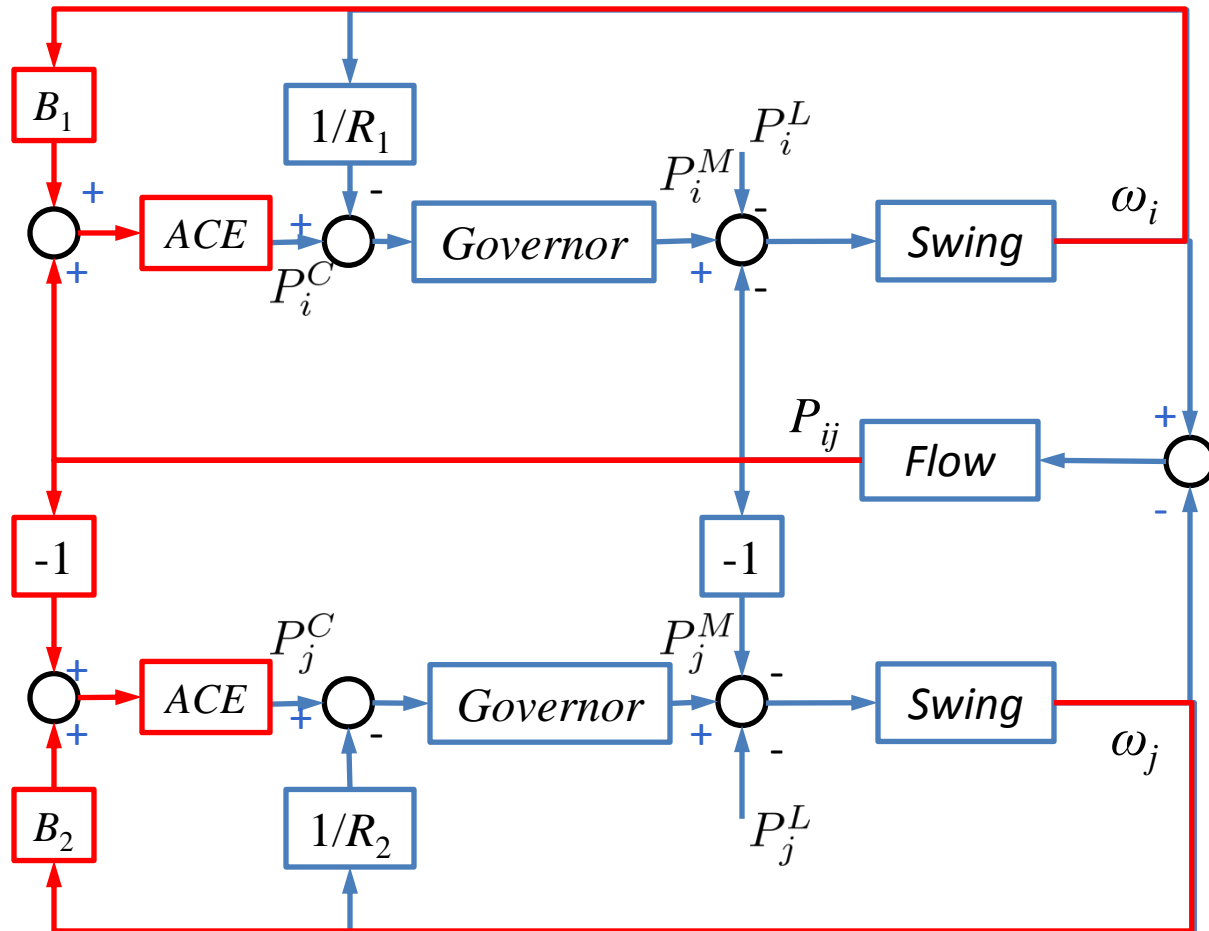 B₁
1/R₁
P_i^L
P_i^M
-
-
ω_i
+
ACE
+
Governor
Swing
+
P_i^C
+
-
P_ij
+
Flow
-
-1
-1
P_j^C
P_j^M
+
-
ACE
Governor
Swing
+
+
-
+
-
ω_j
B₂
1/R₂
P_j^L